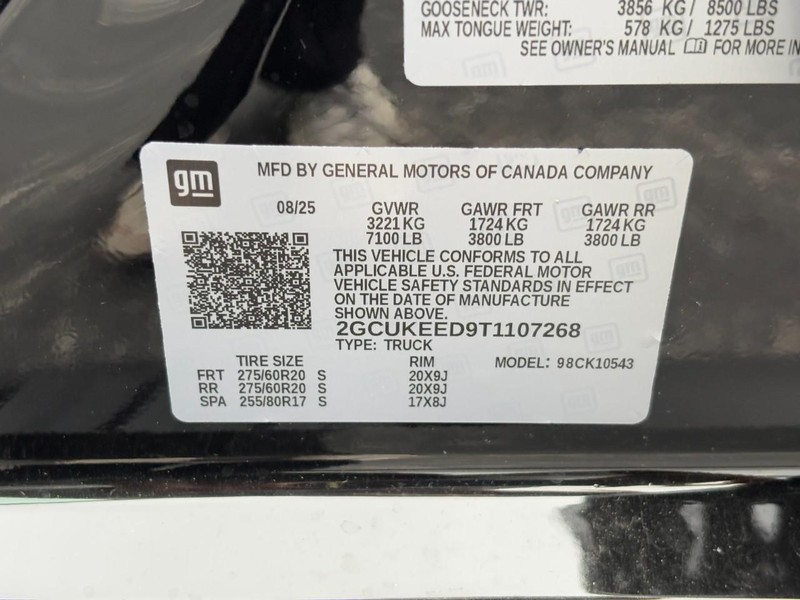 GOOSENECK TWR: 3856 KG / 8500 LBS
MAX TONGUE WEIGHT: 578 KG / 1275 LBS
SEE OWNER'S MANUAL FOR MORE IN
gm
MFD BY GENERAL MOTORS OF CANADA COMPANY
08/25 GVWR GAWR FRT GAWR RR
3221 KG 1724 KG 1724 KG
7100 LB 3800 LB 3800 LB
THIS VEHICLE CONFORMS TO ALL
APPLICABLE U.S. FEDERAL MOTOR
VEHICLE SAFETY STANDARDS IN EFFECT
ON THE DATE OF MANUFACTURE
SHOWN ABOVE.
2GCUKEED9T1107268
TYPE: TRUCK
TIRE SIZE RIM MODEL: 98CK10543
FRT 275/60R20 S 20X9J
RR 275/60R20 S 20X9J
SPA 255/80R17 S 17X8J